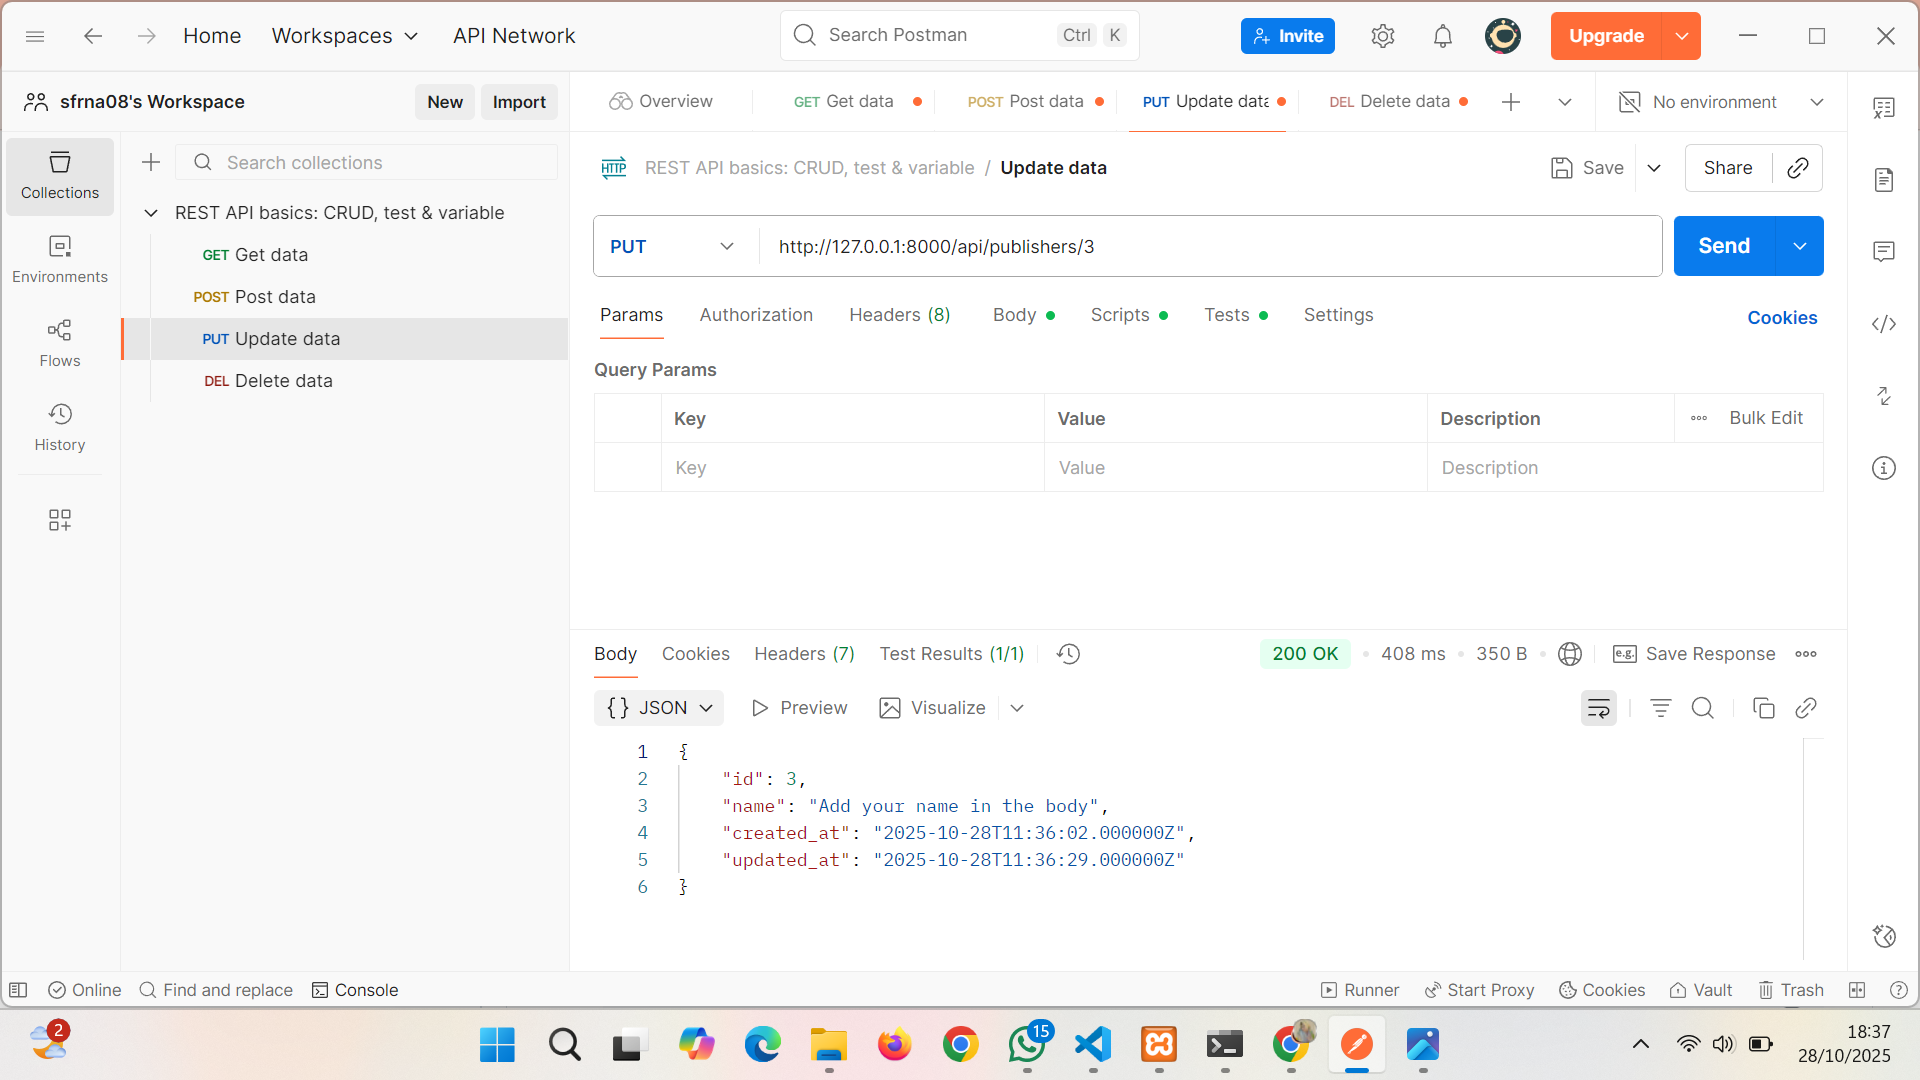 Home
Workspaces
API Network
Search Postman
Ctrl K
Invite
Upgrade
sfrna08's Workspace
New
Import
Overview
GET Get data
POST Post data
PUT Update data
DEL Delete data
No environment
Collections
Environments
Flows
History
Search collections
REST API basics: CRUD, test & variable
GET Get data
POST Post data
PUT Update data
DEL Delete data
HTTP REST API basics: CRUD, test & variable / Update data
Save
Share
PUT
http://127.0.0.1:8000/api/publishers/3
Send
Params
Authorization
Headers (8)
Body
Scripts
Tests
Settings
Cookies
Query Params
Key
Value
Description
Bulk Edit
Key
Value
Description
Body
Cookies
Headers (7)
Test Results (1/1)
200 OK
408 ms
350 B
e.g. Save Response
{} JSON
Preview
Visualize
1 {
2 "id": 3,
3 "name": "Add your name in the body",
4 "created_at": "2025-10-28T11:36:02.000000Z",
5 "updated_at": "2025-10-28T11:36:29.000000Z"
6 }
Online
Find and replace
Console
Runner
Start Proxy
Cookies
Vault
Trash
2
15
18:37
28/10/2025